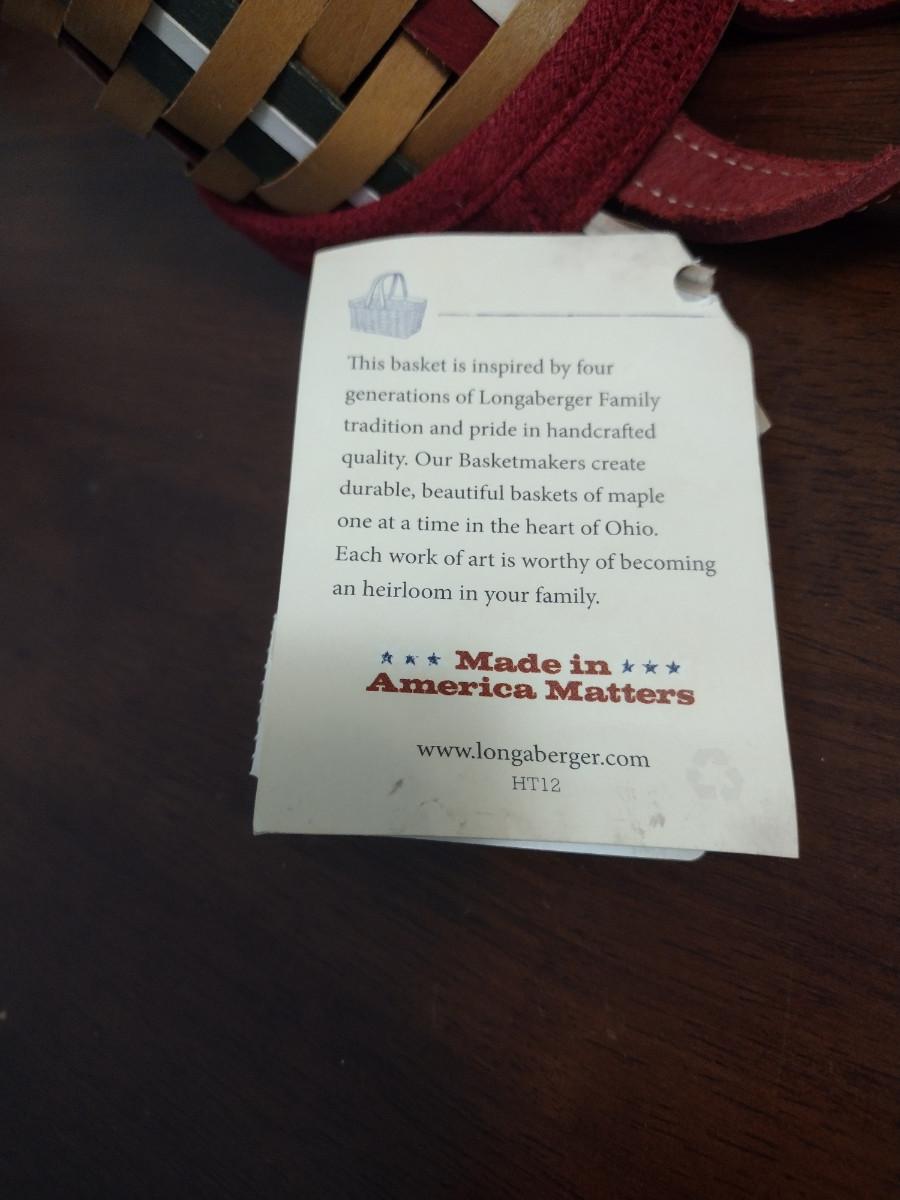 This basket is inspired by four
generations of Longaberger Family
tradition and pride in handcrafted
quality. Our Basketmakers create
durable, beautiful baskets of maple
one at a time in the heart of Ohio.
Each work of art is worthy of becoming
an heirloom in your family.
★ ★ ★ Made in ★ ★ ★
America Matters
www.longaberger.com
HT12